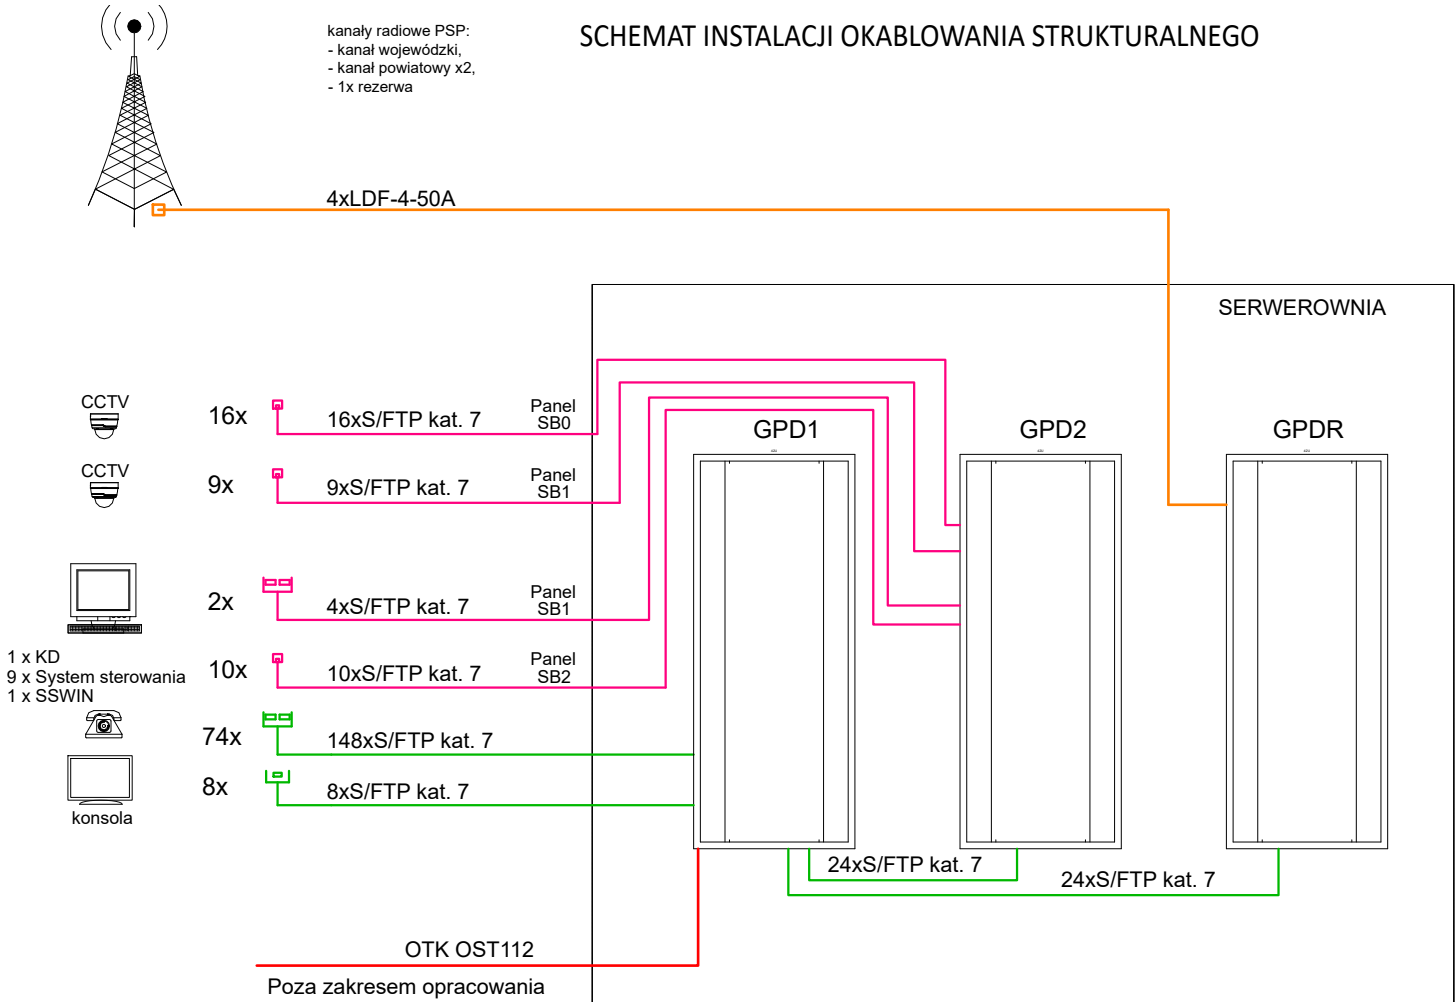 kanały radiowe PSP:
- kanał wojewódzki,
- kanał powiatowy x2,
- 1x rezerwa
SCHEMAT INSTALACJI OKABLOWANIA STRUKTURALNEGO
4xLDF-4-50A
SERWEROWNIA
CCTV
16x
16xS/FTP kat. 7
Panel
SB0
GPD1
GPD2
GPDR
CCTV
9x
9xS/FTP kat. 7
Panel
SB1
2x
4xS/FTP kat. 7
Panel
SB1
1 x KD
9 x System sterowania
1 x SSWIN
10x
10xS/FTP kat. 7
Panel
SB2
74x
148xS/FTP kat. 7
8x
8xS/FTP kat. 7
konsola
24xS/FTP kat. 7
24xS/FTP kat. 7
OTK OST112
Poza zakresem opracowania